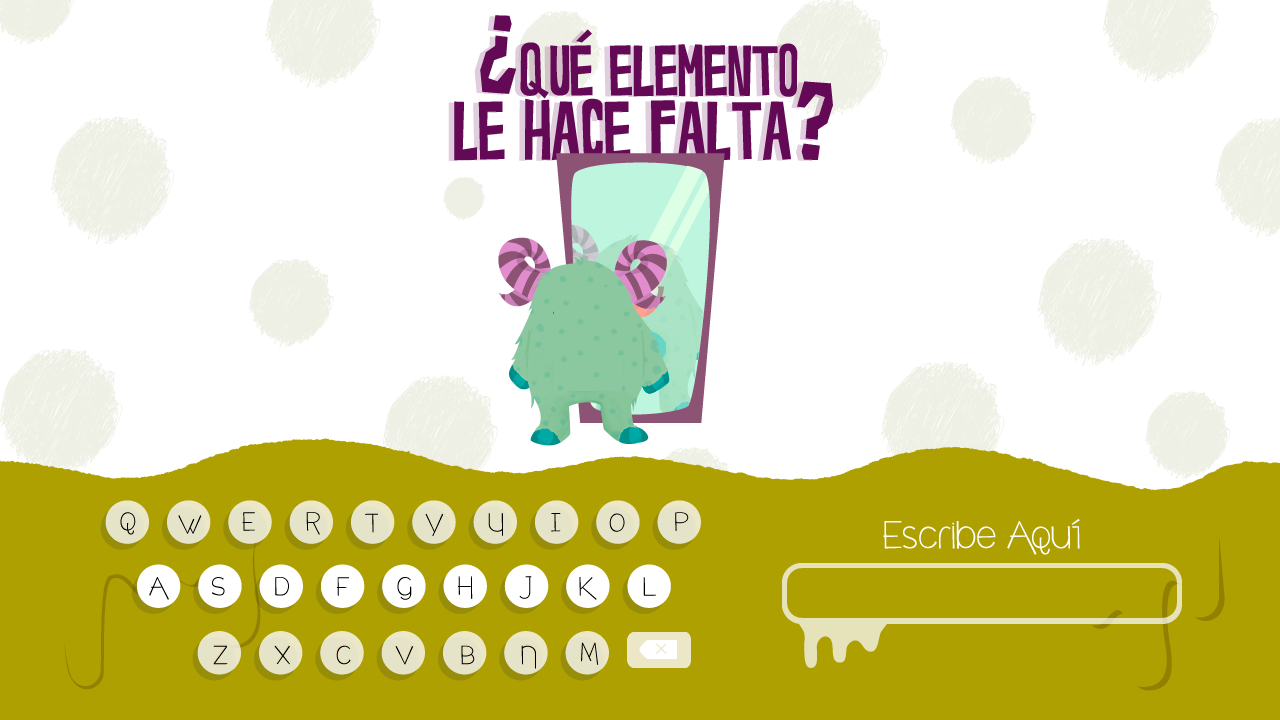 ¿QUÉ ELEMENTO
LE HACE FALTA?
Q W E R T Y U I O P
A S D F G H J K L
Z X C V B N M
Escribe Aquí